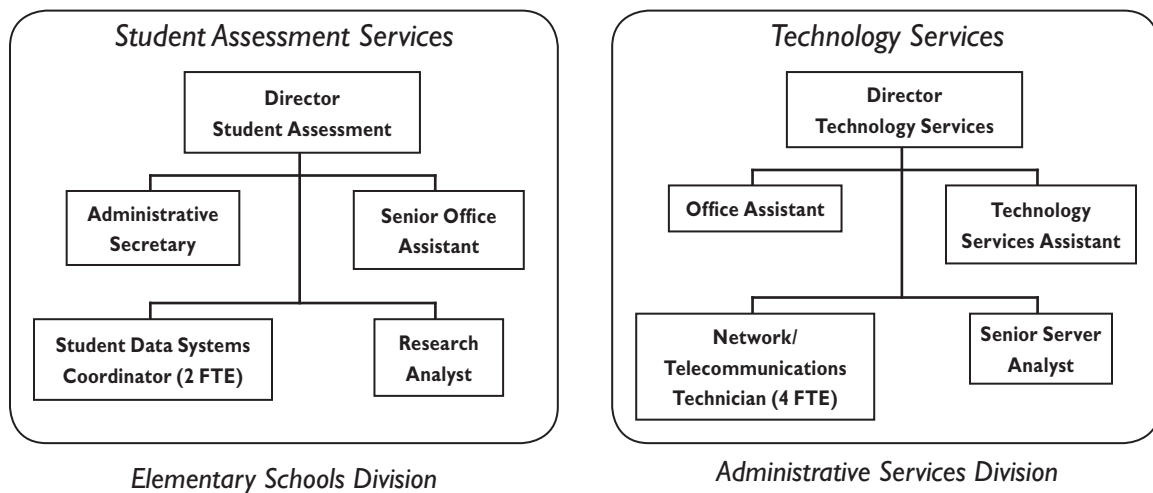 Student Assessment Services
Director
Student Assessment
Administrative
Secretary
Senior Office
Assistant
Student Data Systems
Coordinator (2 FTE)
Research
Analyst
Elementary Schools Division
Technology Services
Director
Technology Services
Office Assistant
Technology
Services Assistant
Network/
Telecommunications
Technician (4 FTE)
Senior Server
Analyst
Administrative Services Division